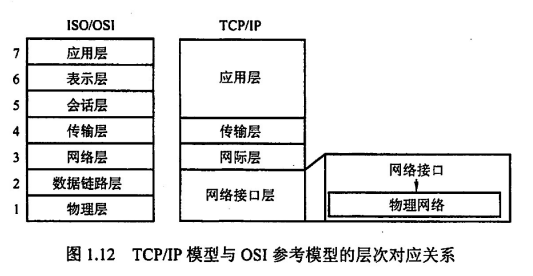 ISO/OSI
TCP/IP
7
应用层
6
表示层
5
会话层
4
传输层
3
网络层
2
数据链路层
1
物理层
应用层
传输层
网际层
网络接口层
网络接口
物理网络
图 1.12 TCP/IP 模型与 OSI 参考模型的层次对应关系